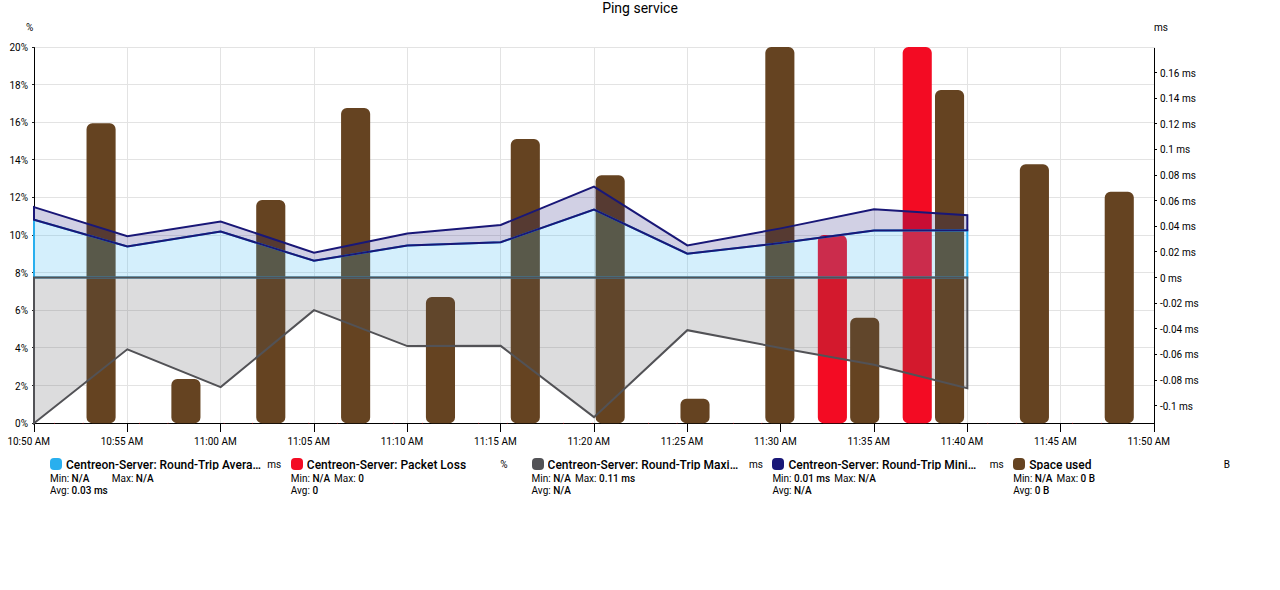 Ping service
% ms
20%
18%
16%
14%
12%
10%
8%
6%
4%
2%
0%
0.16 ms
0.14 ms
0.12 ms
0.1 ms
0.08 ms
0.06 ms
0.04 ms
0.02 ms
0 ms
-0.02 ms
-0.04 ms
-0.06 ms
-0.08 ms
-0.1 ms
10:50 AM 10:55 AM 11:00 AM 11:05 AM 11:10 AM 11:15 AM 11:20 AM 11:25 AM 11:30 AM 11:35 AM 11:40 AM 11:45 AM 11:50 AM
Centreon-Server: Round-Trip Avera... ms
Min: N/A Max: N/A
Avg: 0.03 ms
Centreon-Server: Packet Loss %
Min: N/A Max: 0
Avg: 0
Centreon-Server: Round-Trip Maxi... ms
Min: N/A Max: 0.11 ms
Avg: N/A
Centreon-Server: Round-Trip Mini... ms
Min: 0.01 ms Max: N/A
Avg: N/A
Space used B
Min: N/A Max: 0 B
Avg: 0 B